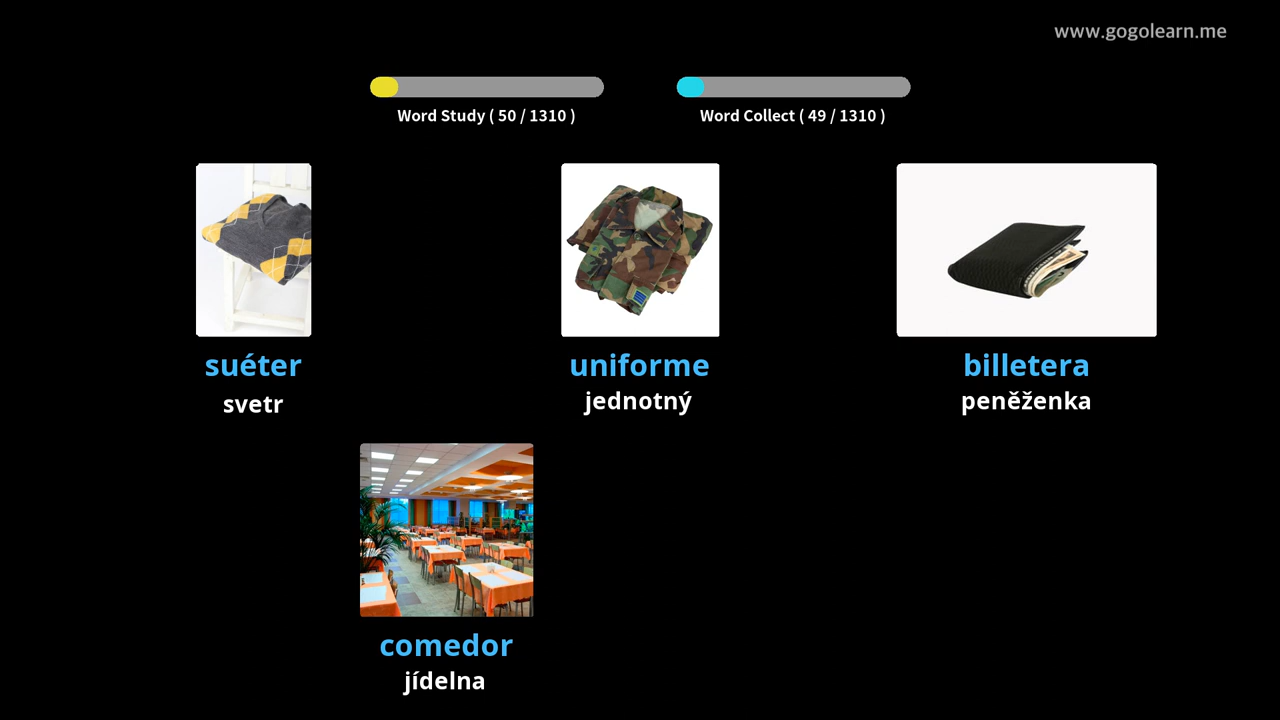 www.gogolearn.me
Word Study ( 50 / 1310 )
Word Collect ( 49 / 1310 )
suéter
svetr
uniforme
jednotný
billetera
peněženka
comedor
jídelna